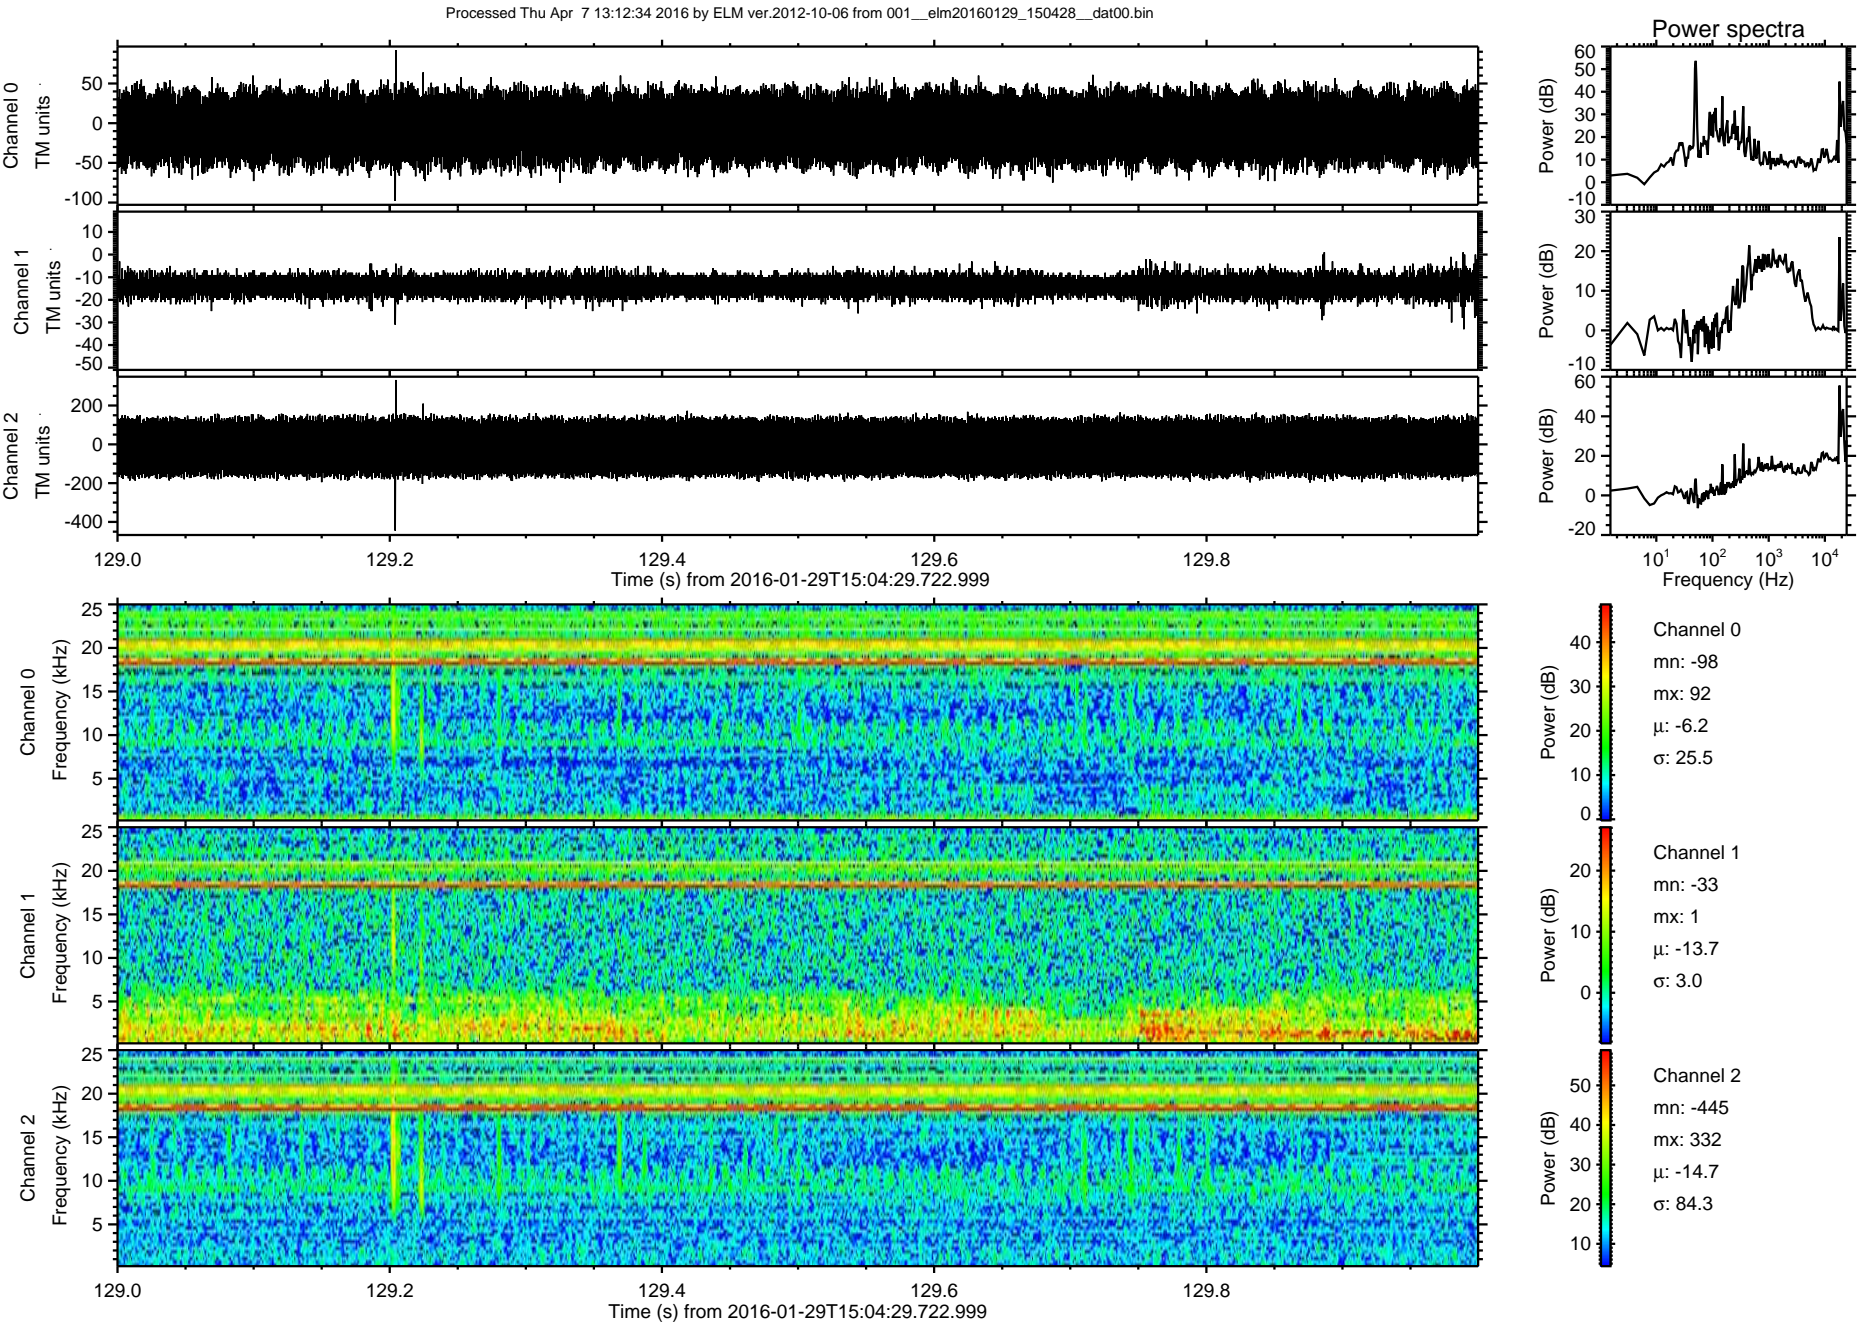 Processed Thu Apr  7 13:12:34 2016 by ELM ver.2012-10-06 from 001__elm20160129_150428__dat00.bin
Power spectra
Channel 0
TM units
50
0
-50
-100
Power (dB)
60
50
40
30
20
10
0
-10
Channel 1
TM units
10
0
-10
-20
-30
-40
-50
Power (dB)
30
20
10
0
-10
Channel 2
TM units
200
0
-200
-400
Power (dB)
60
40
20
0
-20
129.0 129.2 129.4 129.6 129.8
Time (s) from 2016-01-29T15:04:29.722.999
10¹ 10² 10³ 10⁴
Frequency (Hz)
Channel 0
Frequency (kHz)
25
20
15
10
5
Power (dB)
40
30
20
10
0
Channel 0
mn: -98
mx: 92
µ: -6.2
σ: 25.5
Channel 1
Frequency (kHz)
25
20
15
10
5
Power (dB)
20
10
0
Channel 1
mn: -33
mx: 1
µ: -13.7
σ: 3.0
Channel 2
Frequency (kHz)
25
20
15
10
5
Power (dB)
50
40
30
20
10
Channel 2
mn: -445
mx: 332
µ: -14.7
σ: 84.3
129.0 129.2 129.4 129.6 129.8
Time (s) from 2016-01-29T15:04:29.722.999